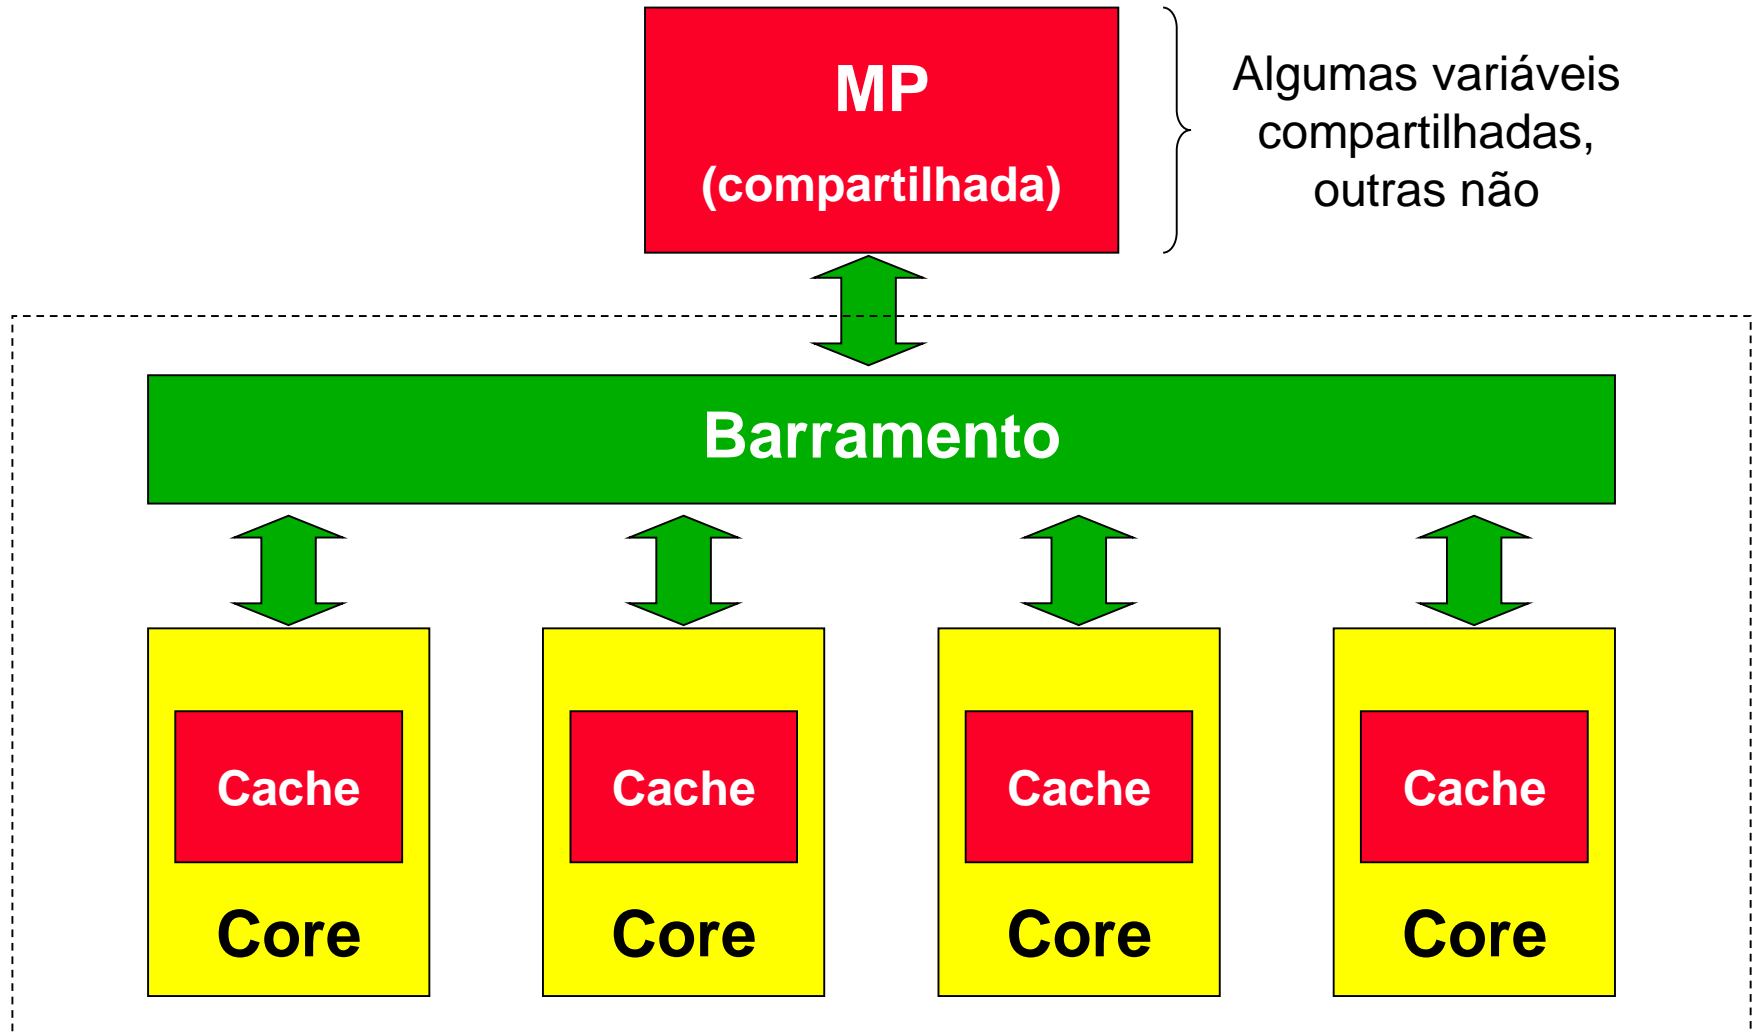 MP
(compartilhada)
Algumas variáveis
compartilhadas,
outras não
Barramento
Cache
Cache
Cache
Cache
Core
Core
Core
Core